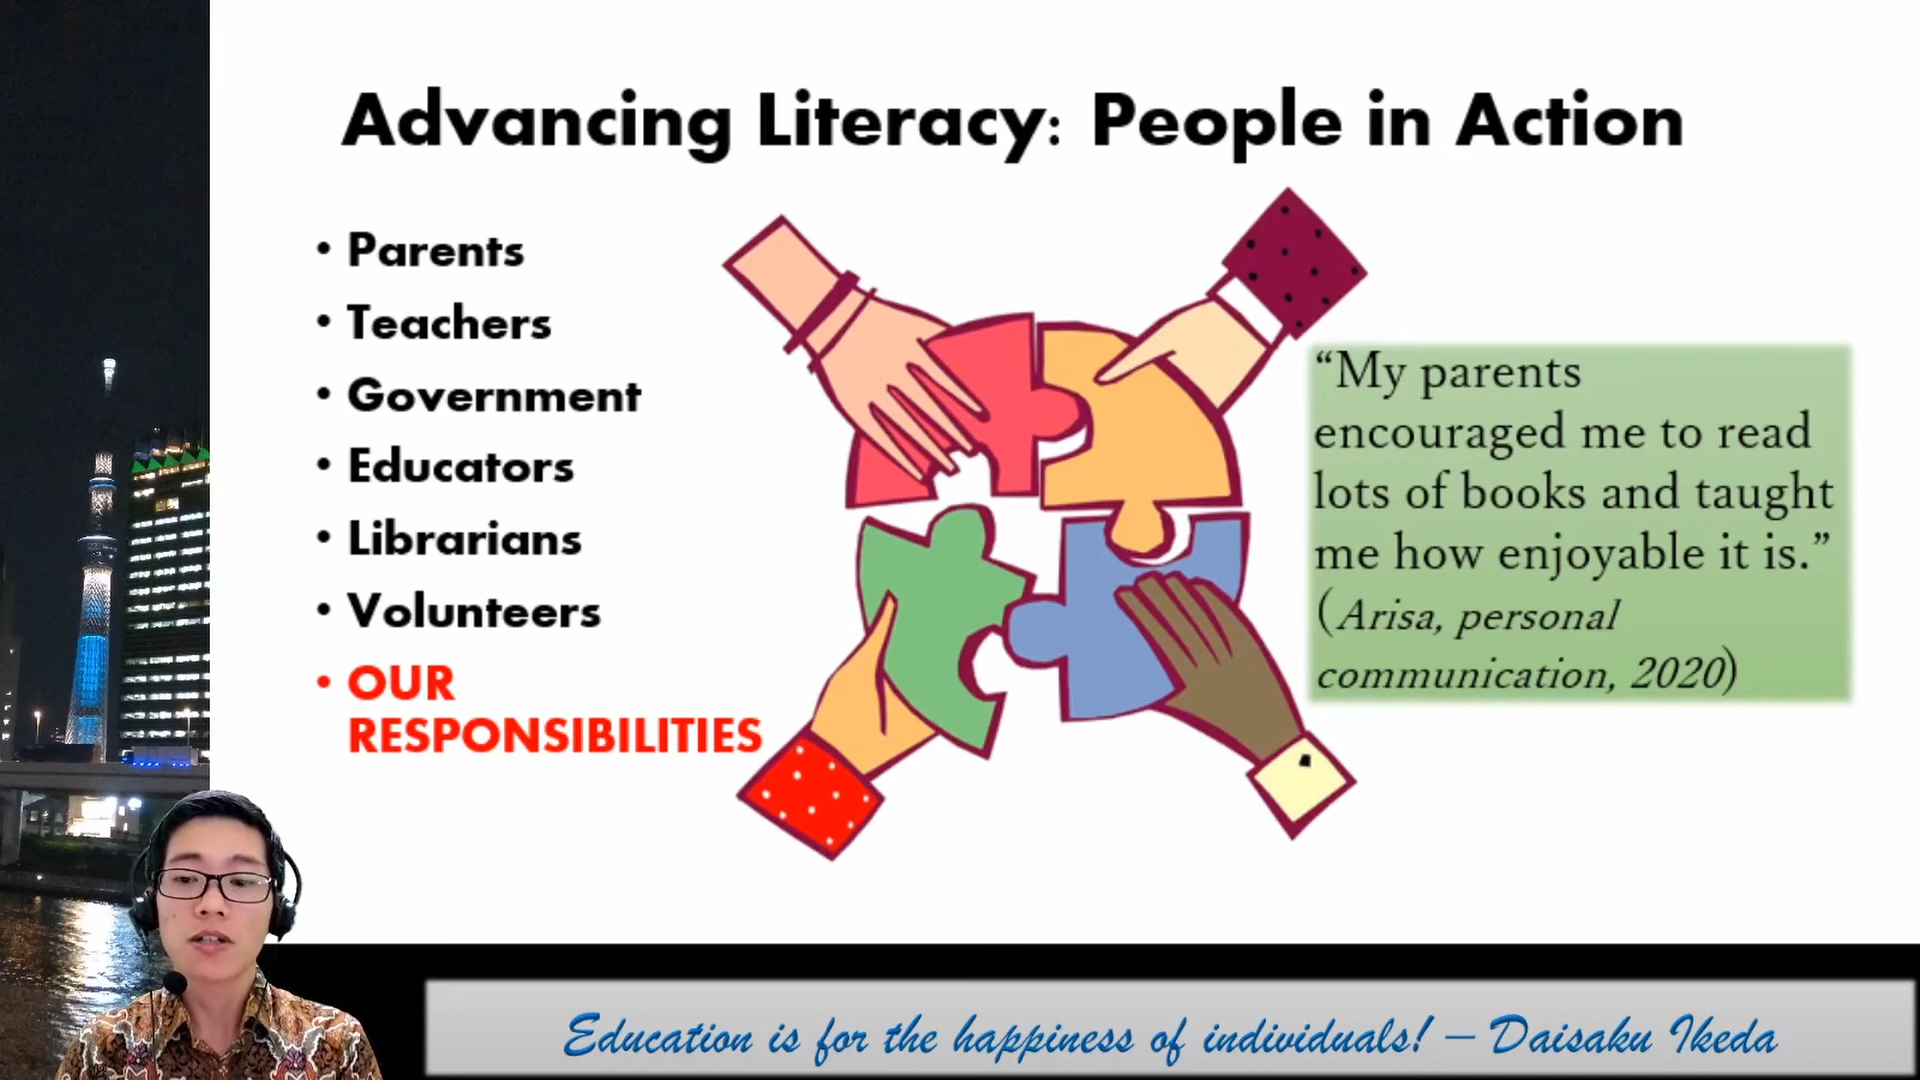 Advancing Literacy: People in Action
• Parents
• Teachers
• Government
• Educators
• Librarians
• Volunteers
• OUR
RESPONSIBILITIES
“My parents
encouraged me to read
lots of books and taught
me how enjoyable it is.”
(Arisa, personal
communication, 2020)
Education is for the happiness of individuals! – Daisaku Ikeda